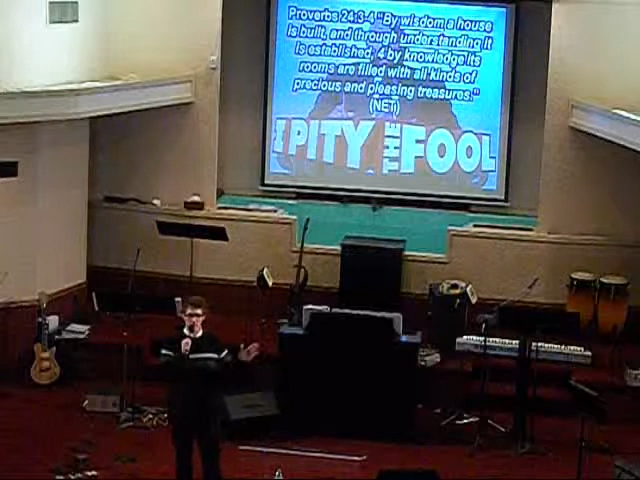 Proverbs 24:3-4 "By wisdom a house
is built, and through understanding it
is established, 4 by knowledge its
rooms are filled with all kinds of
precious and pleasing treasures."
(NET)
I PITY THE FOOL